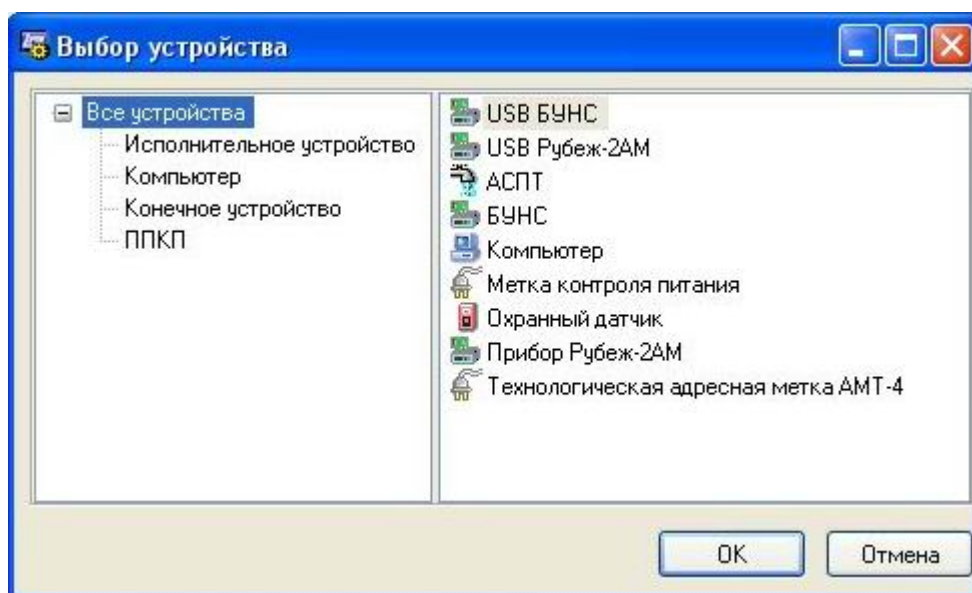 Выбор устройства
Все устройства
Исполнительное устройство
Компьютер
Конечное устройство
ППКП
USB БУНС
USB Рубеж-2АМ
АСПТ
БУНС
Компьютер
Метка контроля питания
Охранный датчик
Прибор Рубеж-2АМ
Технологическая адресная метка АМТ-4
OK
Отмена